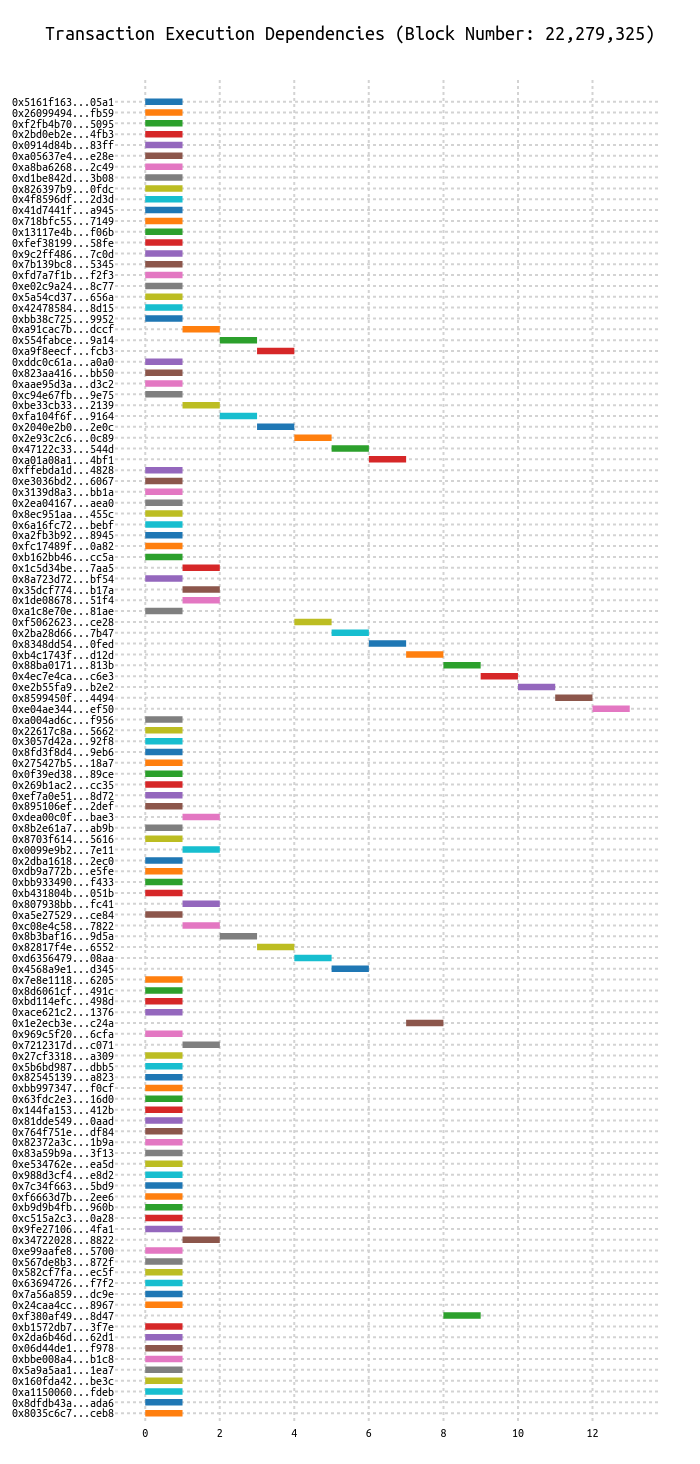 Transaction Execution Dependencies (Block Number: 22,279,325)
0x5161f163...05a1
0x26099494...fb59
0xf2fb4b70...5095
0x2bd0eb2e...4fb3
0x0914d84b...83ff
0xa05637e4...e28e
0xa8ba6268...2c49
0xd1be842d...3b08
0x826397b9...0fdc
0x4f8596df...2d3d
0x41d7441f...a945
0x718bfc55...7149
0x13117e4b...f06b
0xfef38199...58fe
0x9c2ff486...7c0d
0x7b139bc8...5345
0xfd7a7f1b...f2f3
0xe02c9a24...8c77
0x5a54cd37...656a
0x42478584...8d15
0xbb38c725...9952
0xa91cac7b...dccf
0x554fabce...9a14
0xa9f8eecf...fcb3
0xddc0c61a...a0a0
0x823aa416...bb50
0xaae95d3a...d3c2
0xc94e67fb...9e75
0xbe33cb33...2139
0xfa104f6f...9164
0x2040e2b0...2e0c
0x2e93c2c6...0c89
0x47122c33...544d
0xa01a08a1...4bf1
0xffebda1d...4828
0xe3036bd2...6067
0x3139d8a3...bb1a
0x2ea04167...aea0
0x8ec951aa...455c
0x6a16fc72...bebf
0xa2fb3b92...8945
0xfc17489f...0a82
0xb162bb46...cc5a
0x1c5d34be...7aa5
0x8a723d72...bf54
0x35dcf774...b17a
0x1de08678...51f4
0xa1c8e70e...81ae
0xf5062623...ce28
0x2ba28d66...7b47
0x8348dd54...0fed
0xb4c1743f...d12d
0x88ba0171...813b
0x4ec7e4ca...c6e3
0xe2b55fa9...b2e2
0x8599450f...4494
0xe04ae344...ef50
0xa004ad6c...f956
0x22617c8a...5662
0x3057d42a...92f8
0x8fd3f8d4...9eb6
0x275427b5...18a7
0x0f39ed38...89ce
0x269b1ac2...cc35
0xef7a0e51...8d72
0x895106ef...2def
0xdea00c0f...bae3
0x8b2e61a7...ab9b
0x8703f614...5616
0x0099e9b2...7e11
0x2dba1618...2ec0
0xdb9a772b...e5fe
0xbb933490...f433
0xb431804b...051b
0x807938bb...fc41
0xa5e27529...ce84
0xc08e4c58...7822
0x8b3baf16...9d5a
0x82817f4e...6552
0xd6356479...08aa
0x4568a9e1...d345
0x7e8e1118...6205
0x8d6061cf...491c
0xbd114efc...498d
0xace621c2...1376
0x1e2ecb3e...c24a
0x969c5f20...6cfa
0x7212317d...c071
0x27cf3318...a309
0x5b6bd987...dbb5
0x82545139...a823
0xbb997347...f0cf
0x63fdc2e3...16d0
0x144fa153...412b
0x81dde549...0aad
0x764f751e...df84
0x82372a3c...1b9a
0x83a59b9a...3f13
0xe534762e...ea5d
0x988d3cf4...e8d2
0x7c34f663...5bd9
0xf6663d7b...2ee6
0xb9d9b4fb...960b
0xc515a2c3...0a28
0x9fe27106...4fa1
0x34722028...8822
0xe99aafe8...5700
0x567de8b3...872f
0x582cf7fa...ec5f
0x63694726...f7f2
0x7a56a859...dc9e
0x24caa4cc...8967
0xf380af49...8d47
0xb1572db7...3f7e
0x2da6b46d...62d1
0x06d44de1...f978
0xbbe008a4...b1c8
0x5a9a5aa1...1ea7
0x160fda42...be3c
0xa1150060...fdeb
0x8dfdb43a...ada6
0x8035c6c7...ceb8
0 2 4 6 8 10 12